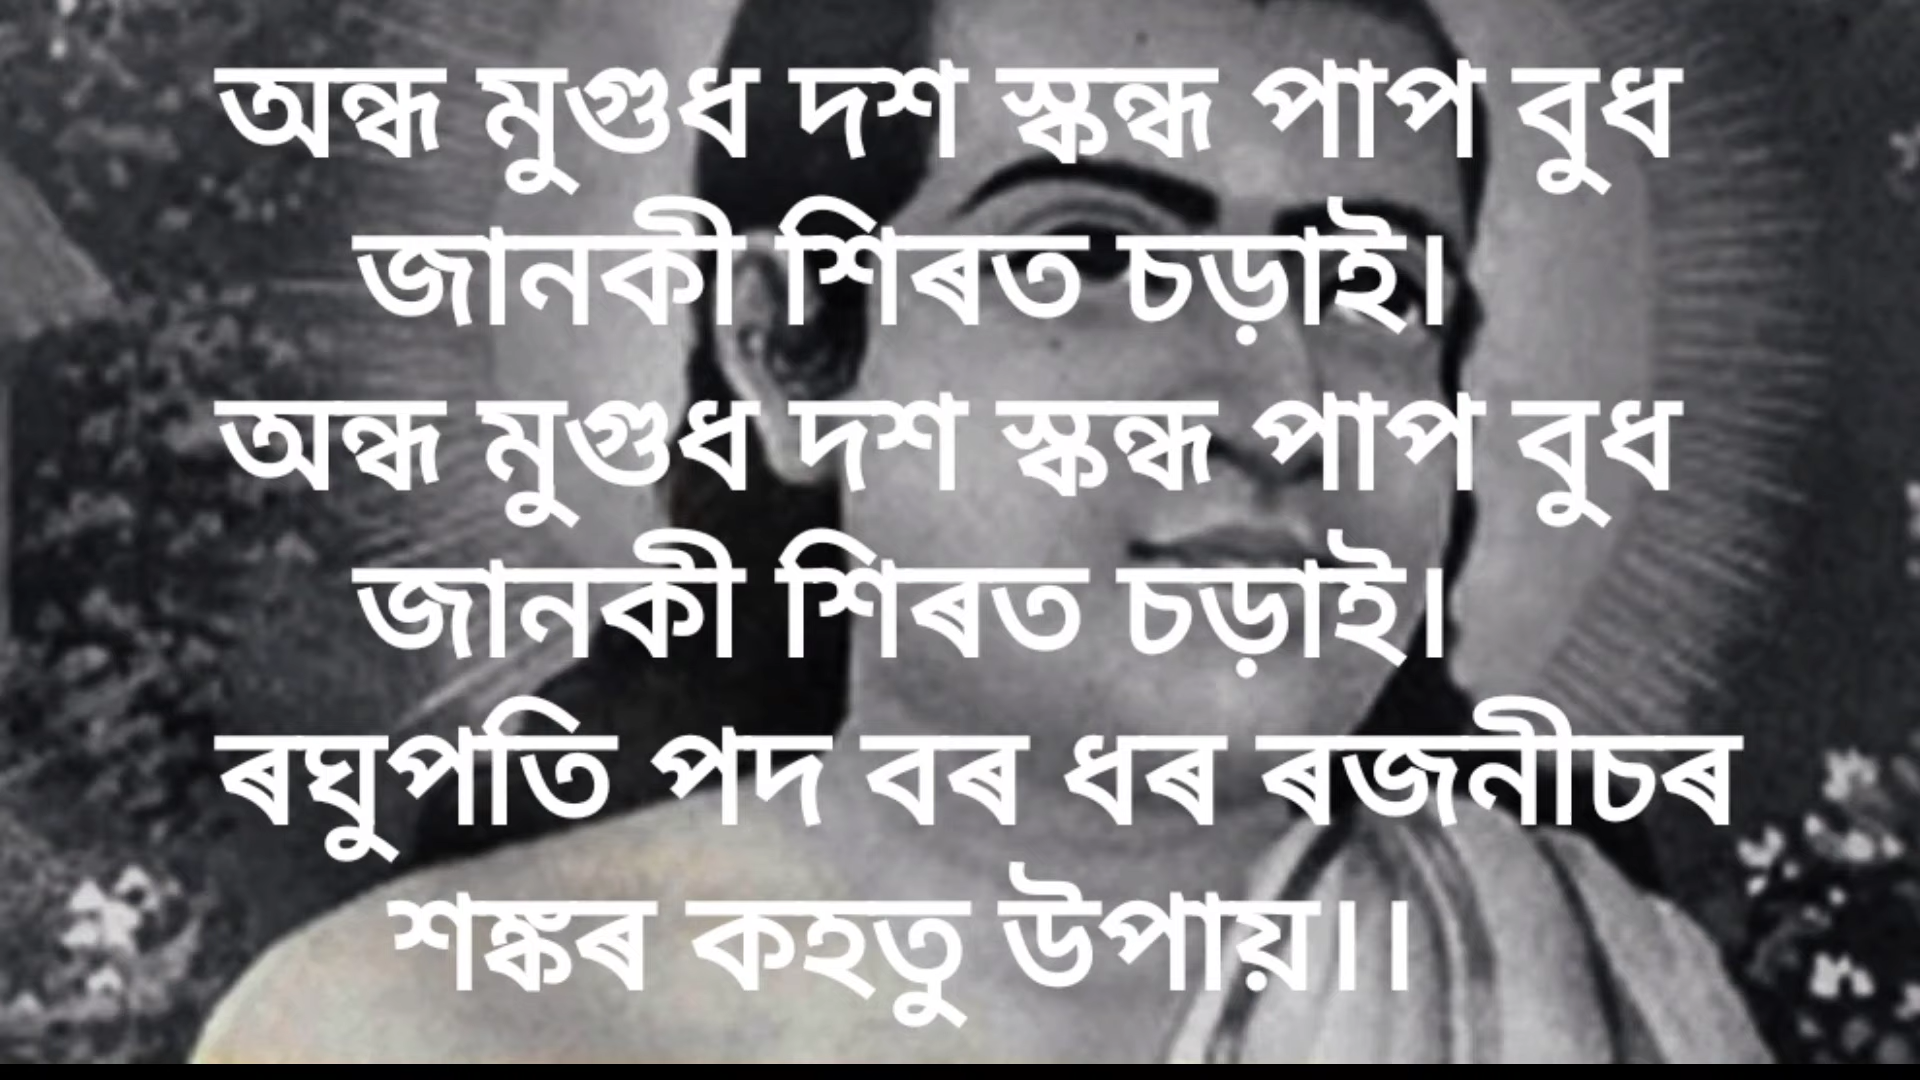 অন্ধ মুগুধ দশ স্কন্ধ পাপ বুধ
জানকী শিৰত চড়াই।
অন্ধ মুগুধ দশ স্কন্ধ পাপ বুধ
জানকী শিৰত চড়াই।
ৰঘুপতি পদ বৰ ধৰ ৰজনীচৰ
শঙ্কৰ কহতু উপায়।।